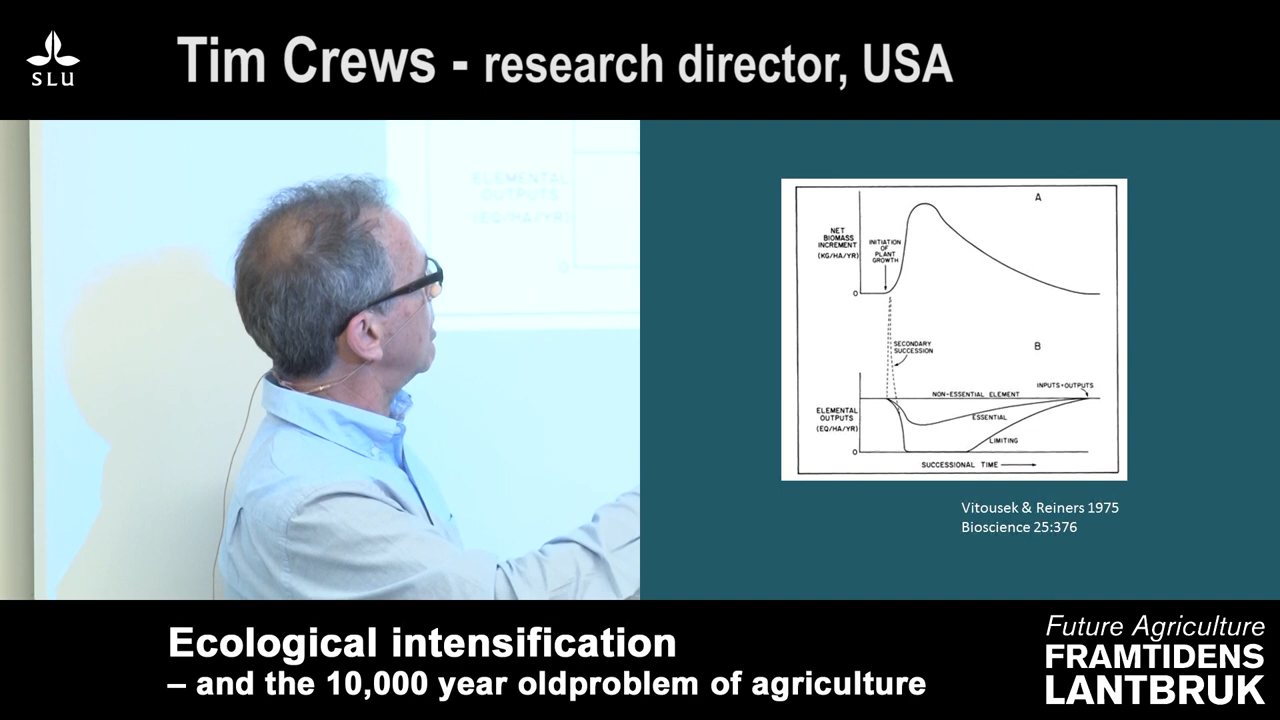 SLU
Tim Crews - research director, USA
ELEMENTAL
OUTPUTS
(EQ/HA/YR)
0
A
NET
BIOMASS
INCREMENT
(KG/HA/YR)
INITIATION
OF
PLANT
GROWTH
0
SECONDARY
SUCCESSION
B
INPUTS=OUTPUTS
NON-ESSENTIAL ELEMENT
ELEMENTAL
OUTPUTS
(EQ/HA/YR)
ESSENTIAL
LIMITING
0
SUCCESSIONAL TIME
Vitousek & Reiners 1975
Bioscience 25:376
Ecological intensification
– and the 10,000 year oldproblem of agriculture
Future Agriculture
FRAMTIDENS
LANTBRUK